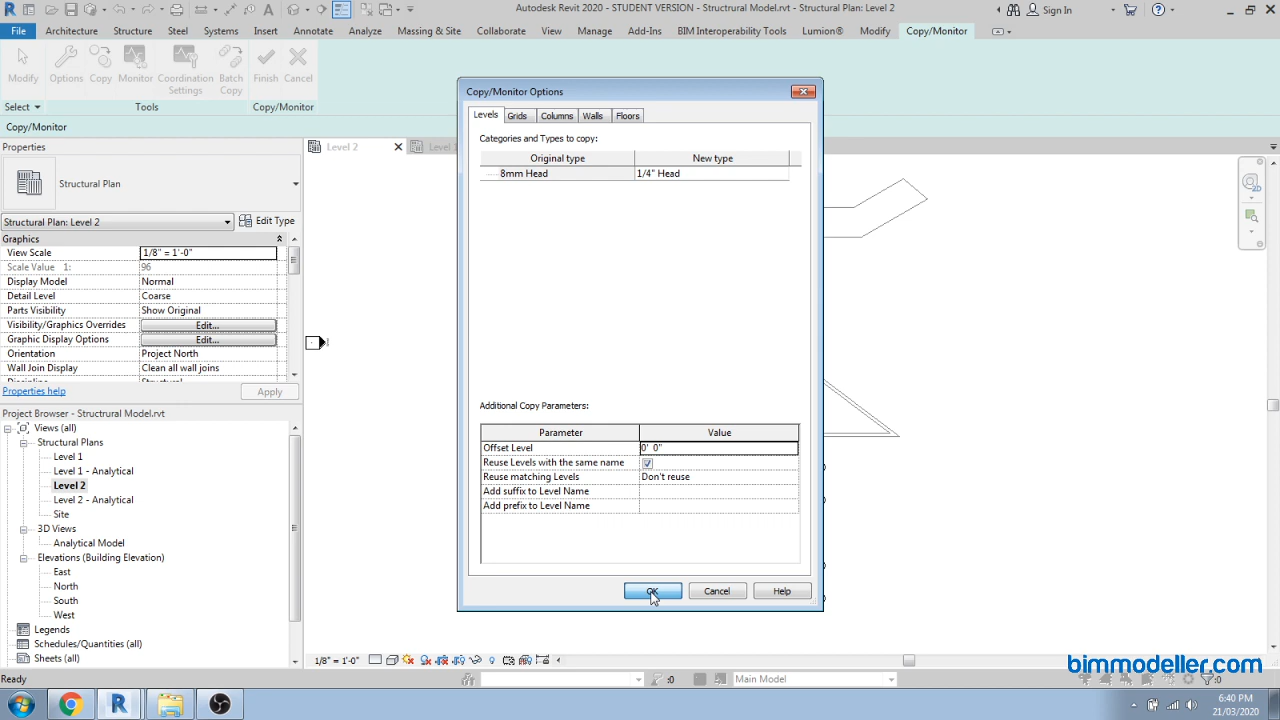 Autodesk Revit 2020 - STUDENT VERSION - Structrural Model.rvt - Structural Plan: Level 2
Sign In
File Architecture Structure Steel Systems Insert Annotate Analyze Massing & Site Collaborate View Manage Add-Ins BIM Interoperability Tools Lumion® Modify Copy/Monitor
Modify Options Copy Monitor Coordination Settings Batch Copy Finish Cancel
Select Tools Copy/Monitor
Copy/Monitor
Properties
Structural Plan
Structural Plan: Level 2 Edit Type
Graphics
View Scale 1/8" = 1'-0"
Scale Value 1: 96
Display Model Normal
Detail Level Coarse
Parts Visibility Show Original
Visibility/Graphics Overrides Edit...
Graphic Display Options Edit...
Orientation Project North
Wall Join Display Clean all wall joins
Discipline Structural
Properties help Apply
Project Browser - Structrural Model.rvt
Views (all)
Structural Plans
Level 1
Level 1 - Analytical
Level 2
Level 2 - Analytical
Site
3D Views
Analytical Model
Elevations (Building Elevation)
East
North
South
West
Legends
Schedules/Quantities (all)
Sheets (all)
Level 2
Level 1
Copy/Monitor Options
Levels Grids Columns Walls Floors
Categories and Types to copy:
Original type New type
8mm Head 1/4" Head
Additional Copy Parameters:
Parameter Value
Offset Level 0' 0"
Reuse Levels with the same name
Reuse matching Levels Don't reuse
Add suffix to Level Name
Add prefix to Level Name
OK Cancel Help
2D
1/8" = 1'-0"
bimmodeller.com
Ready :0 Main Model :0
6:40 PM
21/03/2020